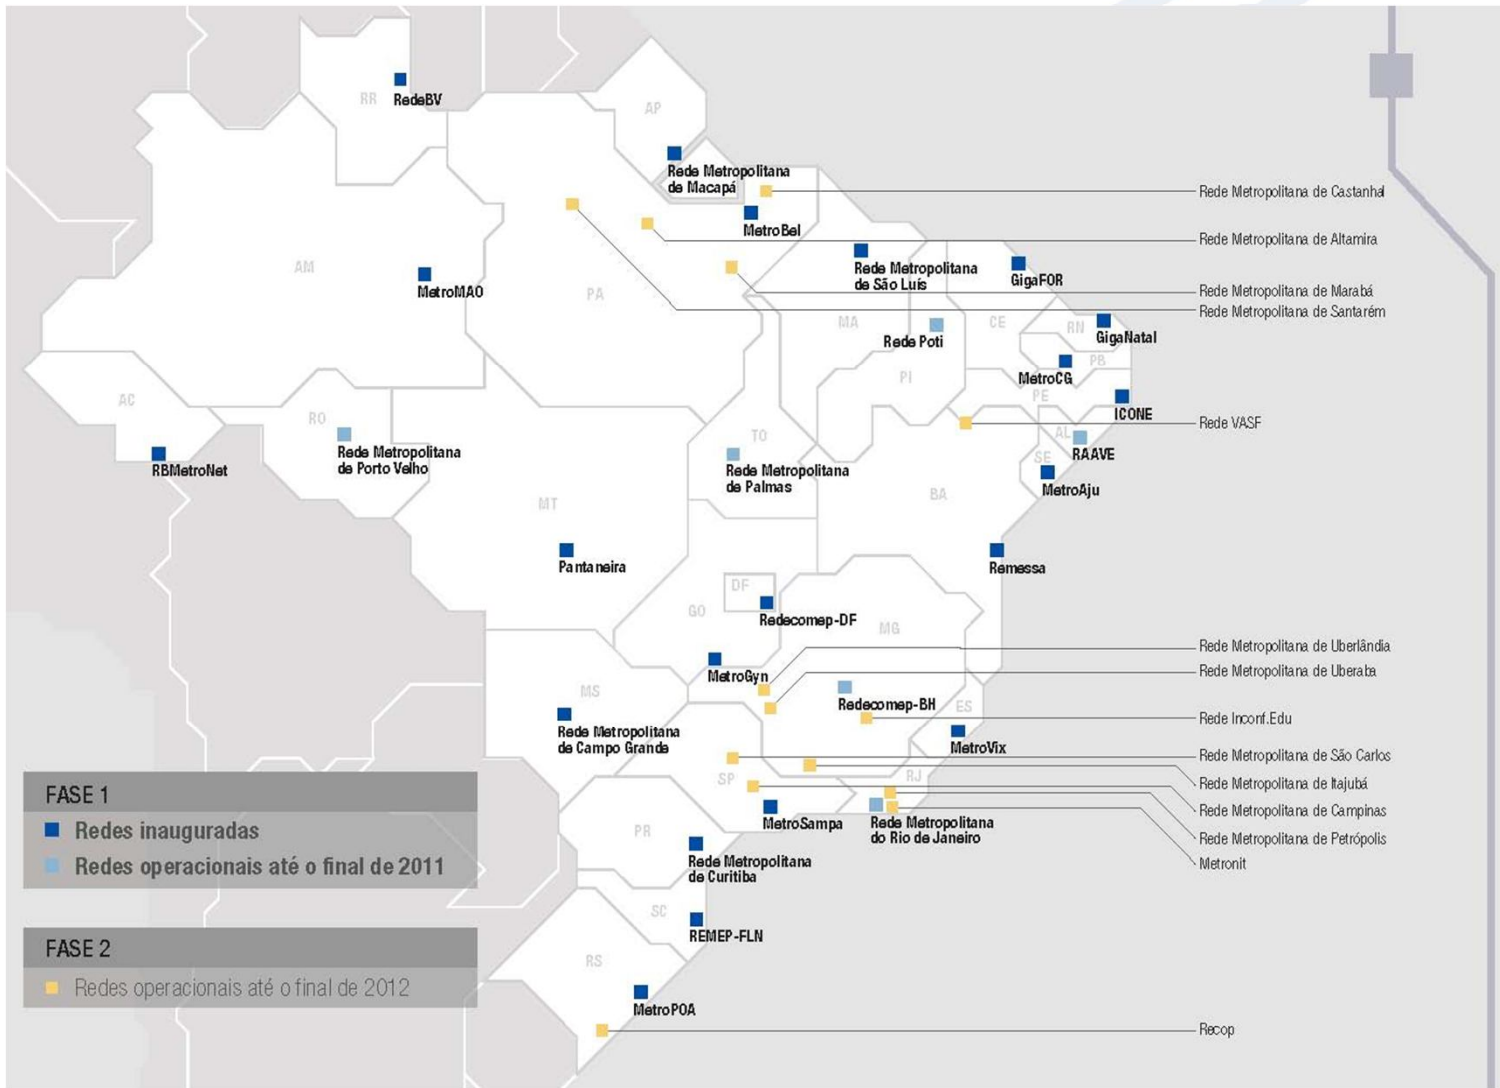 RR
RedeBV
AP
Rede Metropolitana
de Macapá
Rede Metropolitana de Castanhal
MetroBel
Rede Metropolitana de Altamira
AM
MetroMAO
PA
Rede Metropolitana
de São Luís
GigaFOR
Rede Metropolitana de Marabá
Rede Metropolitana de Santarém
MA
Rede Poti
CE
RN
GigaNatal
PB
MetroCG
PI
PE
ICONE
AC
RBMetroNet
RO
Rede Metropolitana
de Porto Velho
TO
Rede Metropolitana
de Palmas
Rede VASF
AL
RAAVE
SE
MetroAju
BA
MT
Pantaneira
Remessa
DF
GO
Redecomep-DF
MG
Rede Metropolitana de Uberlândia
Rede Metropolitana de Uberaba
MetroGyn
MS
Rede Metropolitana
de Campo Grande
Redecomep-BH
ES
Rede Inconf.Edu
MetroVix
Rede Metropolitana de São Carlos
Rede Metropolitana de Itajubá
Rede Metropolitana de Campinas
Rede Metropolitana de Petrópolis
Metronit
SP
RJ
MetroSampa
Rede Metropolitana
do Rio de Janeiro
PR
Rede Metropolitana
de Curitiba
SC
REMEP-FLN
RS
MetroPOA
Recop
FASE 1
Redes inauguradas
Redes operacionais até o final de 2011
FASE 2
Redes operacionais até o final de 2012